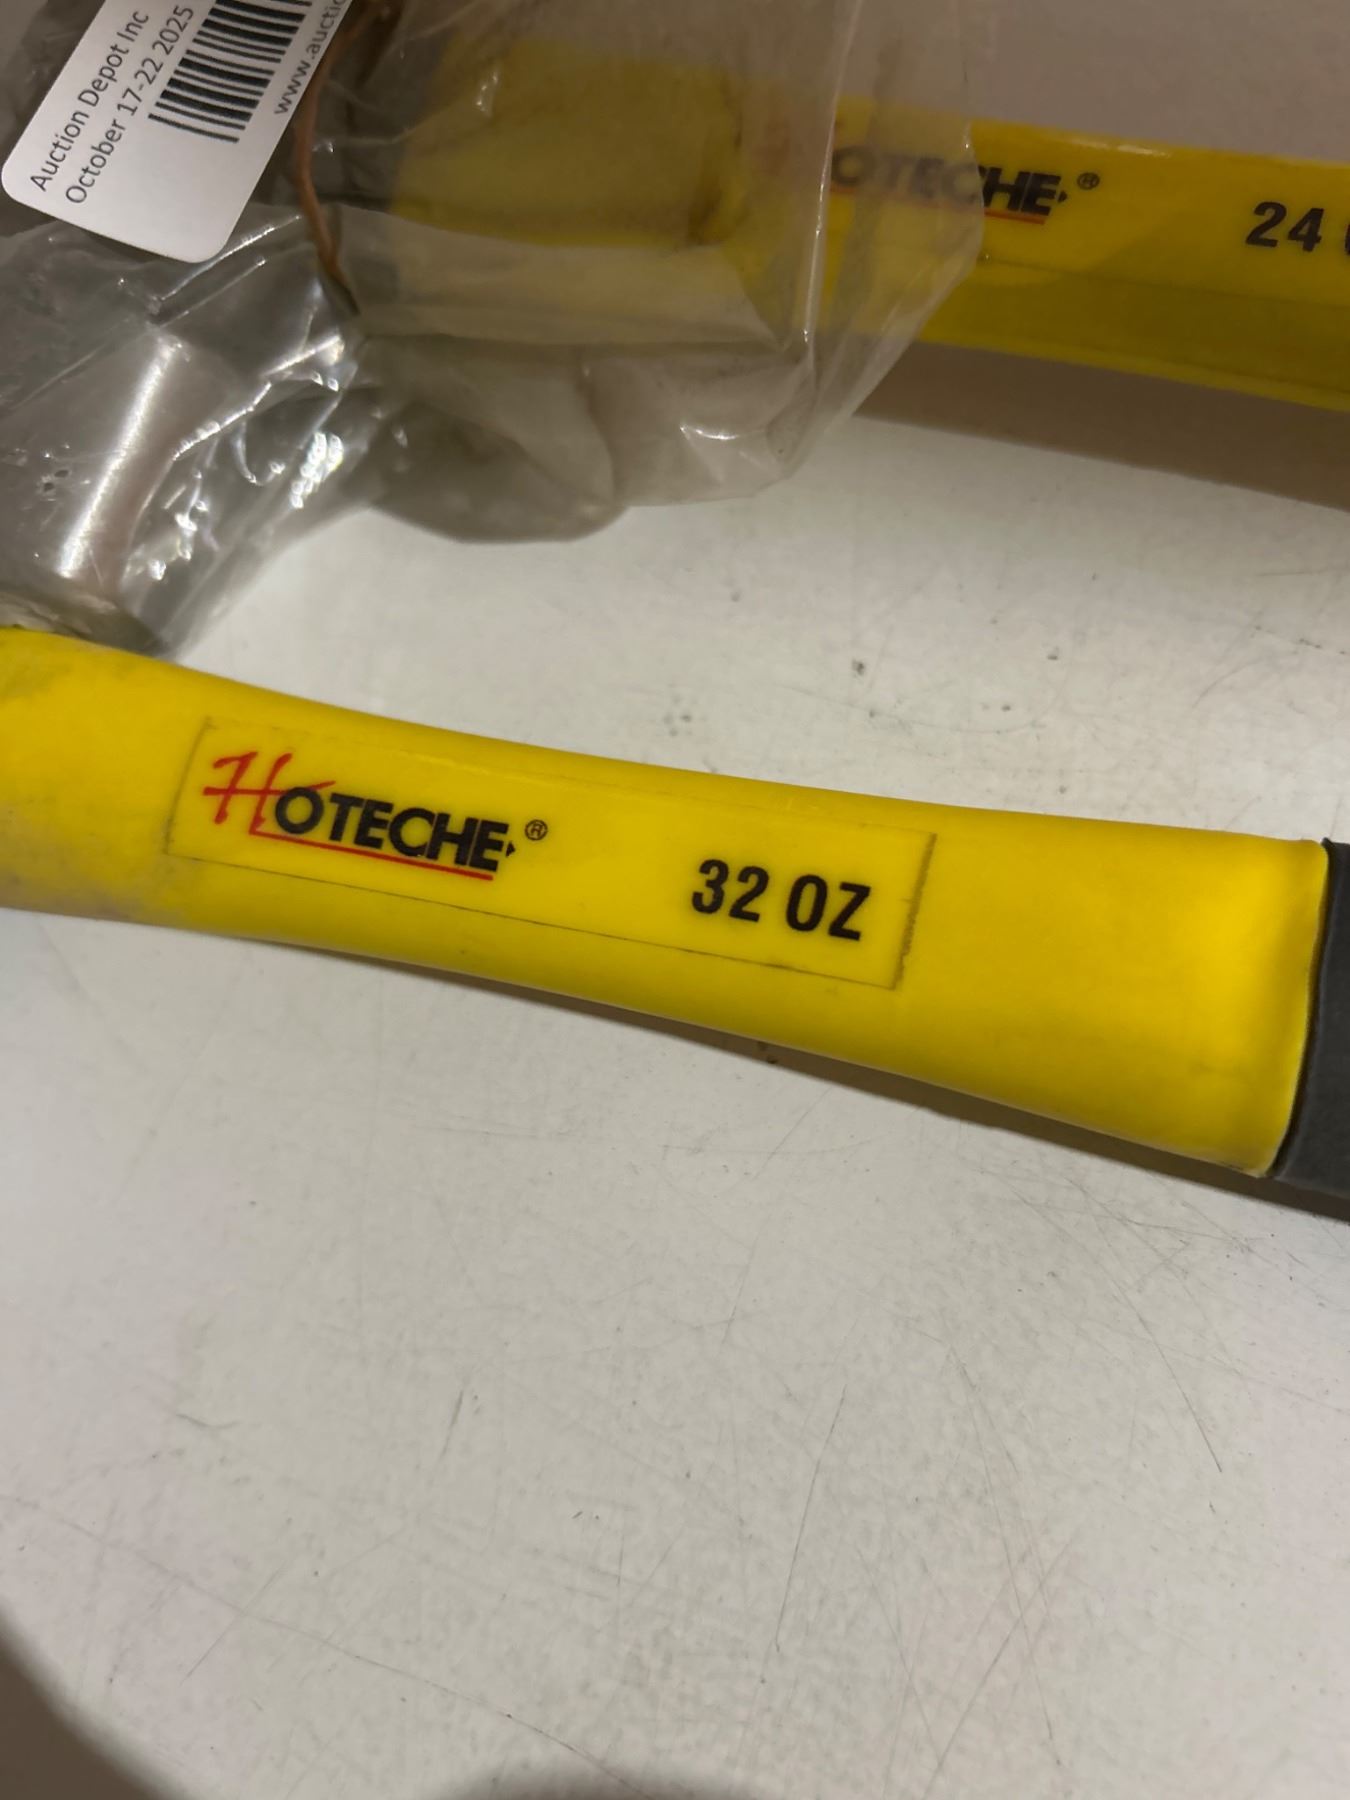 Auction Depot Inc
October 17-22 2025
OTECHE®
24
HOTECHE®
32 OZ